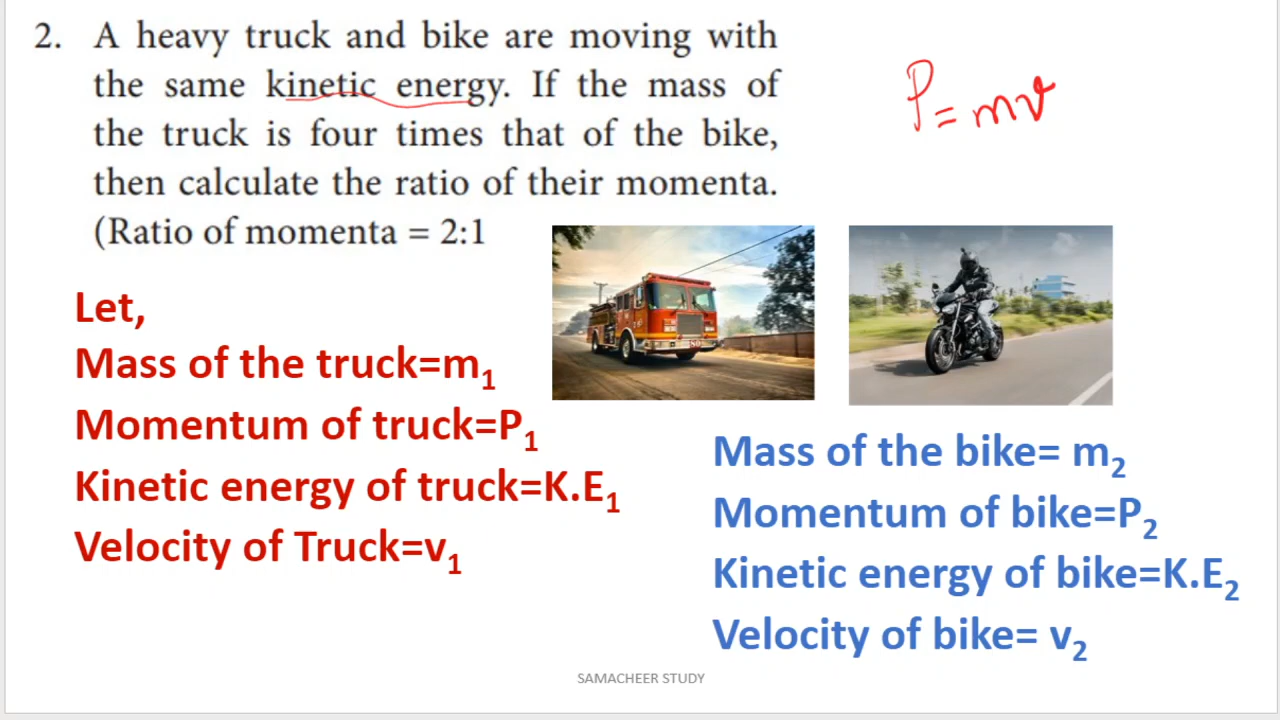 2. A heavy truck and bike are moving with
the same kinetic energy. If the mass of
the truck is four times that of the bike,
then calculate the ratio of their momenta.
(Ratio of momenta = 2:1
P = mv
Let,
Mass of the truck=m₁
Momentum of truck=P₁
Kinetic energy of truck=K.E₁
Velocity of Truck=v₁
Mass of the bike= m₂
Momentum of bike=P₂
Kinetic energy of bike=K.E₂
Velocity of bike= v₂
SAMACHEER STUDY